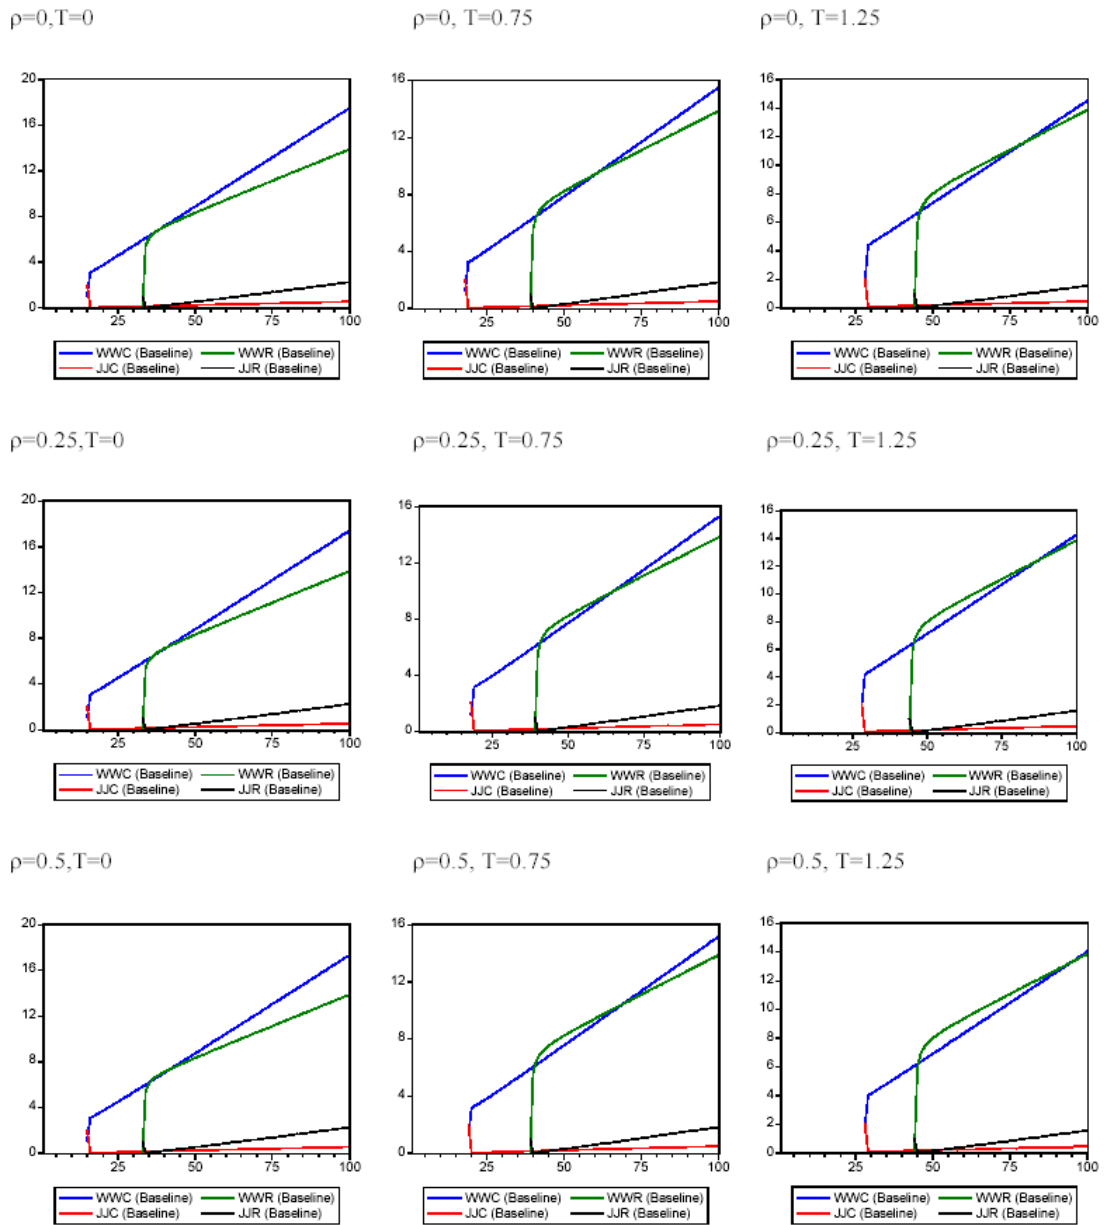 ρ=0,T=0
ρ=0, T=0.75
ρ=0, T=1.25
20
16
12
8
4
0
25 50 75 100
WWC (Baseline) WWR (Baseline)
JJC (Baseline) JJR (Baseline)
16
12
8
4
0
25 50 75 100
WWC (Baseline) WWR (Baseline)
JJC (Baseline) JJR (Baseline)
16
14
12
10
8
6
4
2
0
25 50 75 100
WWC (Baseline) WWR (Baseline)
JJC (Baseline) JJR (Baseline)
ρ=0.25,T=0
ρ=0.25, T=0.75
ρ=0.25, T=1.25
20
16
12
8
4
0
25 50 75 100
WWC (Baseline) WWR (Baseline)
JJC (Baseline) JJR (Baseline)
16
12
8
4
0
25 50 75 100
WWC (Baseline) WWR (Baseline)
JJC (Baseline) JJR (Baseline)
16
14
12
10
8
6
4
2
0
25 50 75 100
WWC (Baseline) WWR (Baseline)
JJC (Baseline) JJR (Baseline)
ρ=0.5,T=0
ρ=0.5, T=0.75
ρ=0.5, T=1.25
20
16
12
8
4
0
25 50 75 100
WWC (Baseline) WWR (Baseline)
JJC (Baseline) JJR (Baseline)
16
12
8
4
0
25 50 75 100
WWC (Baseline) WWR (Baseline)
JJC (Baseline) JJR (Baseline)
16
14
12
10
8
6
4
2
0
25 50 75 100
WWC (Baseline) WWR (Baseline)
JJC (Baseline) JJR (Baseline)